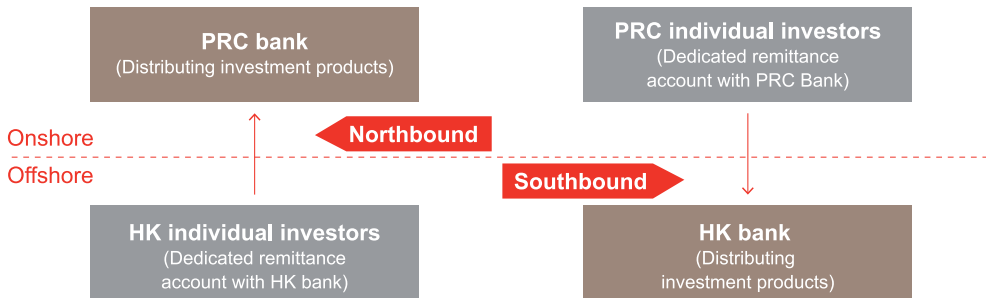 PRC bank
(Distributing investment products)
PRC individual investors
(Dedicated remittance
account with PRC Bank)
Onshore
Northbound
Offshore
Southbound
HK individual investors
(Dedicated remittance
account with HK bank)
HK bank
(Distributing
investment products)